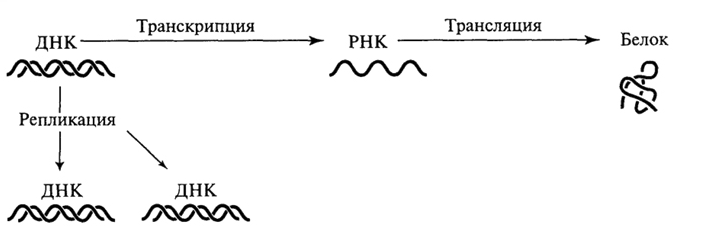 Транскрипция
Трансляция
ДНК
РНК
Белок
Репликация
ДНК
ДНК